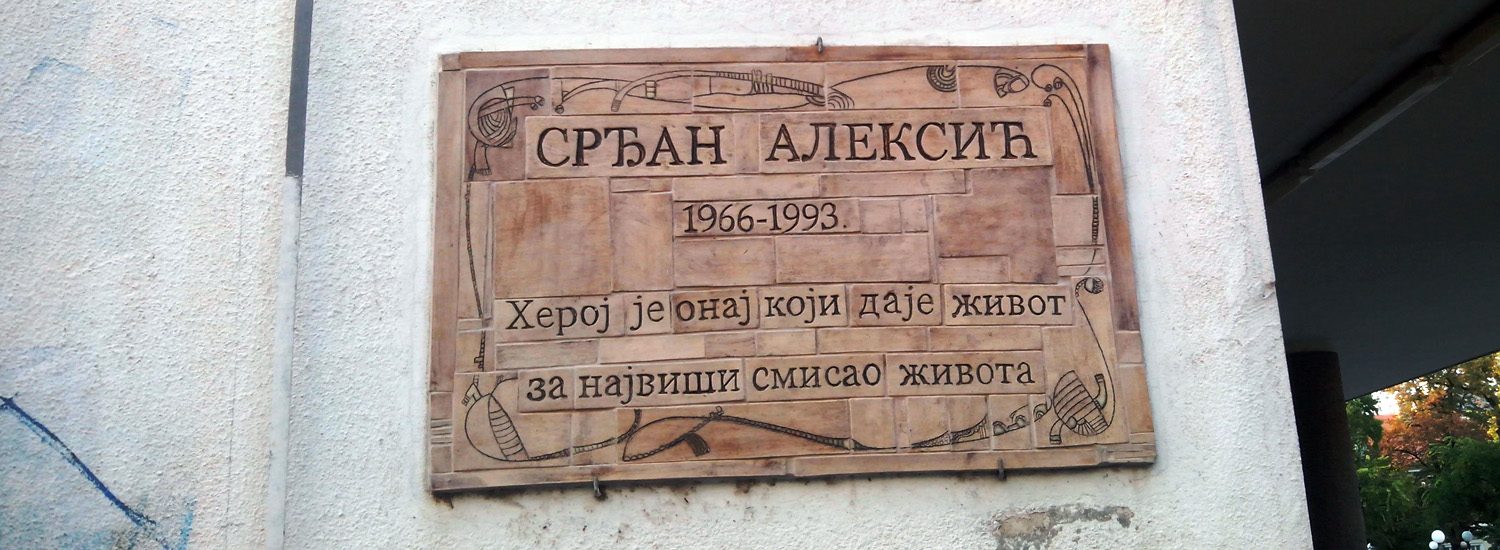 СРЂАН АЛЕКСИЋ
1966-1993.
Херој је онај који даје живот
за највиши смисао живота